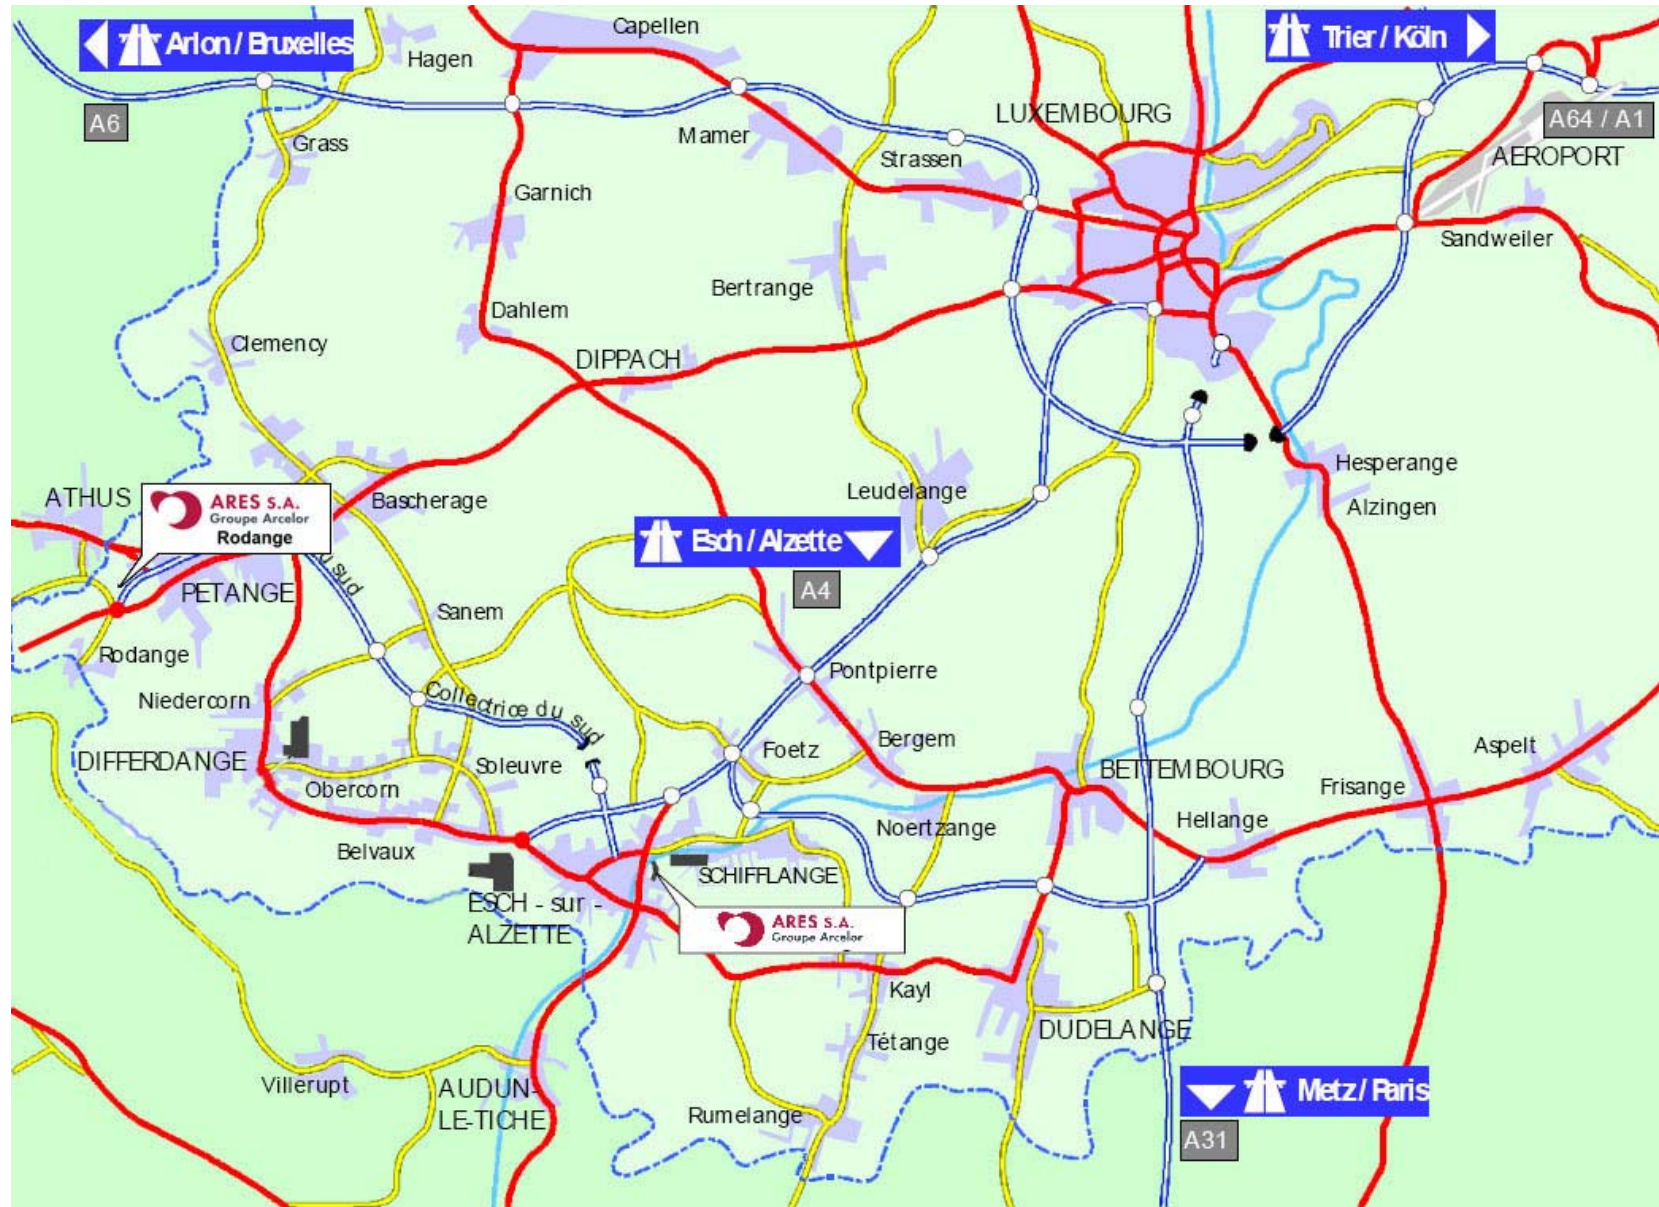 Arlon / Bruxelles
Hagen
Capellen
Trier / Köln
A6
Grass
Mamer
Strassen
LUXEMBOURG
A64 / A1
AEROPORT
Garnich
Sandweiler
Bertrange
Dahlem
Clemency
DIPPACH
ATHUS
ARES S.A.
Groupe Arcelor
Rodange
Bascherage
Leudelange
Hesperange
Alzingen
Esch / Alzette
A4
u sud
PETANGE
Sanem
Rodange
Niedercorn
Collectrice du sud
Pontpierre
DIFFERDANGE
Soleuvre
Foetz
Bergem
BETTEMBOURG
Aspelt
Obercorn
Frisange
Noertzange
Hellange
Belvaux
SCHIFFLANGE
ESCH - sur -
ALZETTE
ARES S.A.
Groupe Arcelor
Kayl
Tétange
DUDELANGE
Villerupt
AUDUN-
LE-TICHE
Rumelange
Metz / Paris
A31